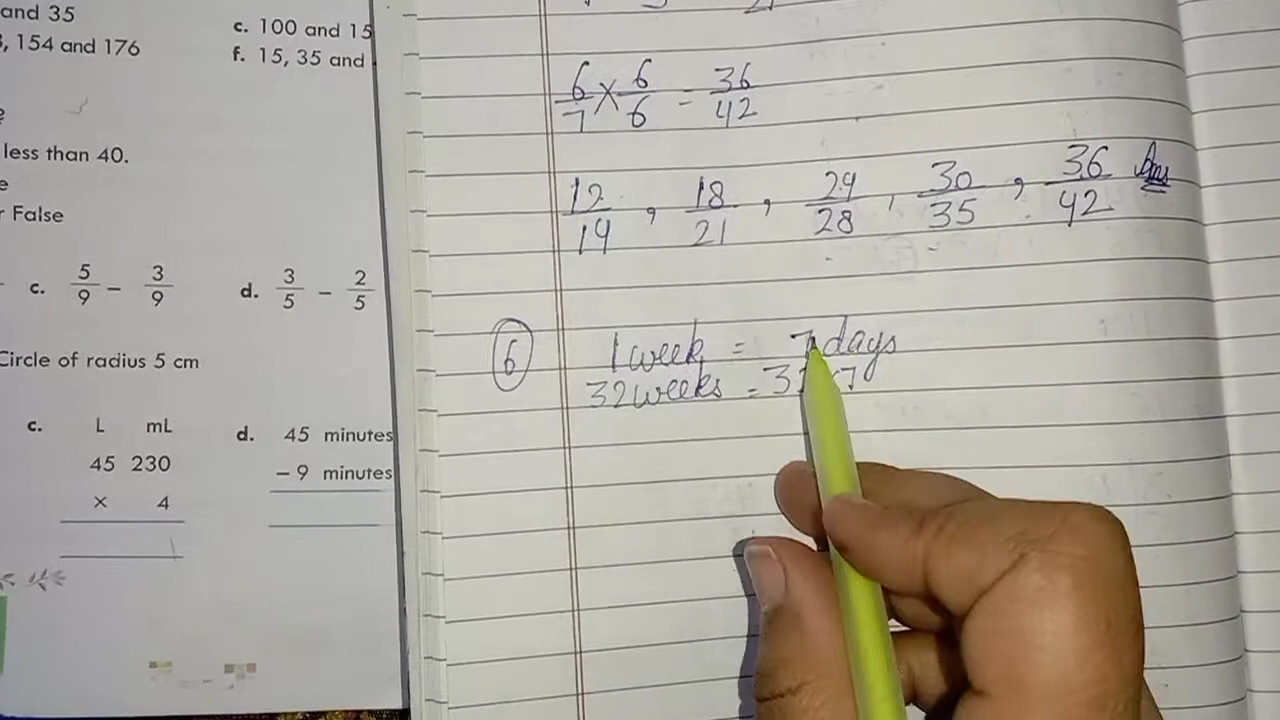 and 35
c. 100 and 15
, 154 and 176
f. 15, 35 and
less than 40.
False
c. 5/9 − 3/9
d. 3/5 − 2/5
Circle of radius 5 cm
c. L mL
45 230
× 4
d. 45 minutes
− 9 minutes
6/7 × 6/6 = 36/42
12/14, 18/21, 24/28, 30/35, 36/42 Ans
6 1 week = 7 days
32 weeks = 32×7